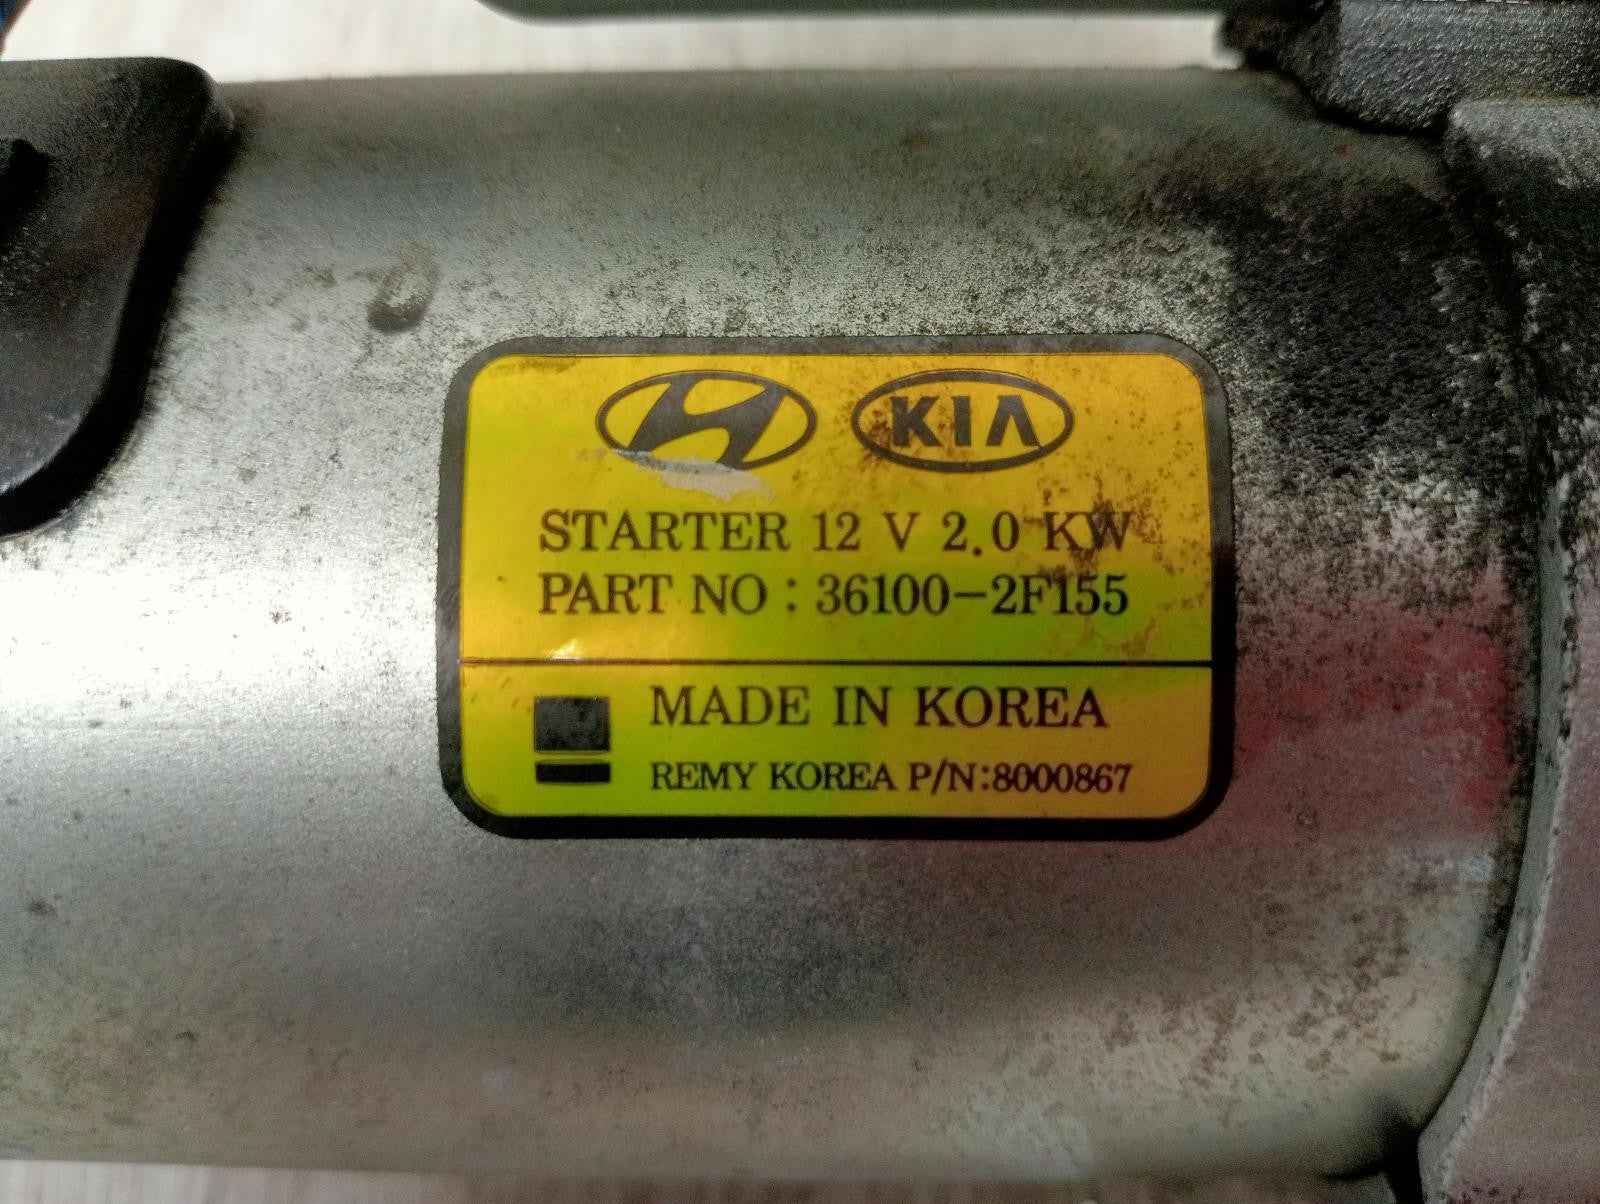 KIA
STARTER 12 V 2.0 KW
PART NO : 36100-2F155
MADE IN KOREA
REMY KOREA P/N:8000867